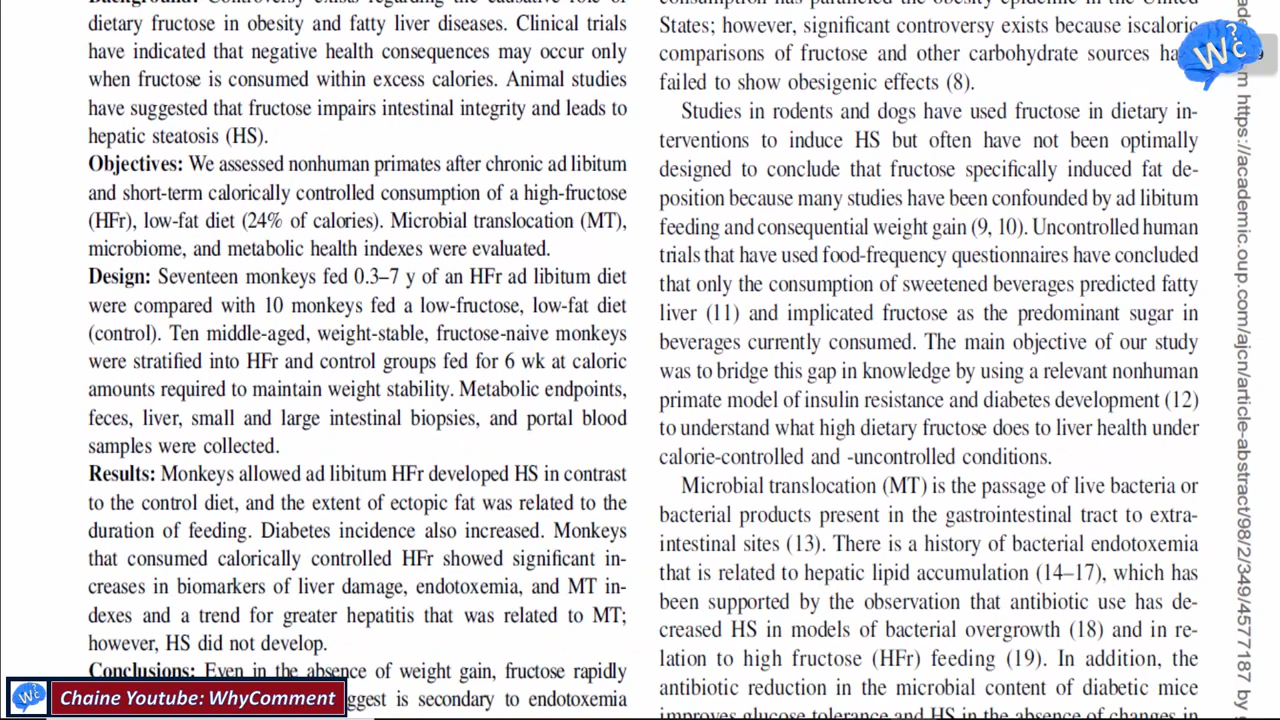 dietary fructose in obesity and fatty liver diseases. Clinical trials
have indicated that negative health consequences may occur only
when fructose is consumed within excess calories. Animal studies
have suggested that fructose impairs intestinal integrity and leads to
hepatic steatosis (HS).
Objectives: We assessed nonhuman primates after chronic ad libitum
and short-term calorically controlled consumption of a high-fructose
(HFr), low-fat diet (24% of calories). Microbial translocation (MT),
microbiome, and metabolic health indexes were evaluated.
Design: Seventeen monkeys fed 0.3–7 y of an HFr ad libitum diet
were compared with 10 monkeys fed a low-fructose, low-fat diet
(control). Ten middle-aged, weight-stable, fructose-naive monkeys
were stratified into HFr and control groups fed for 6 wk at caloric
amounts required to maintain weight stability. Metabolic endpoints,
feces, liver, small and large intestinal biopsies, and portal blood
samples were collected.
Results: Monkeys allowed ad libitum HFr developed HS in contrast
to the control diet, and the extent of ectopic fat was related to the
duration of feeding. Diabetes incidence also increased. Monkeys
that consumed calorically controlled HFr showed significant in-
creases in biomarkers of liver damage, endotoxemia, and MT in-
dexes and a trend for greater hepatitis that was related to MT;
however, HS did not develop.
Conclusions: Even in the absence of weight gain, fructose rapidly
ggest is secondary to endotoxemia
States; however, significant controversy exists because iscaloric
comparisons of fructose and other carbohydrate sources ha
failed to show obesigenic effects (8).
Studies in rodents and dogs have used fructose in dietary in-
terventions to induce HS but often have not been optimally
designed to conclude that fructose specifically induced fat de-
position because many studies have been confounded by ad libitum
feeding and consequential weight gain (9, 10). Uncontrolled human
trials that have used food-frequency questionnaires have concluded
that only the consumption of sweetened beverages predicted fatty
liver (11) and implicated fructose as the predominant sugar in
beverages currently consumed. The main objective of our study
was to bridge this gap in knowledge by using a relevant nonhuman
primate model of insulin resistance and diabetes development (12)
to understand what high dietary fructose does to liver health under
calorie-controlled and -uncontrolled conditions.
Microbial translocation (MT) is the passage of live bacteria or
bacterial products present in the gastrointestinal tract to extra-
intestinal sites (13). There is a history of bacterial endotoxemia
that is related to hepatic lipid accumulation (14–17), which has
been supported by the observation that antibiotic use has de-
creased HS in models of bacterial overgrowth (18) and in re-
lation to high fructose (HFr) feeding (19). In addition, the
antibiotic reduction in the microbial content of diabetic mice
improves glucose tolerance and HS in the absence of changes in
m https://academic.oup.com/ajcn/article-abstract/98/2/349/4577187 by
W?c
Wc
Chaine Youtube: WhyComment